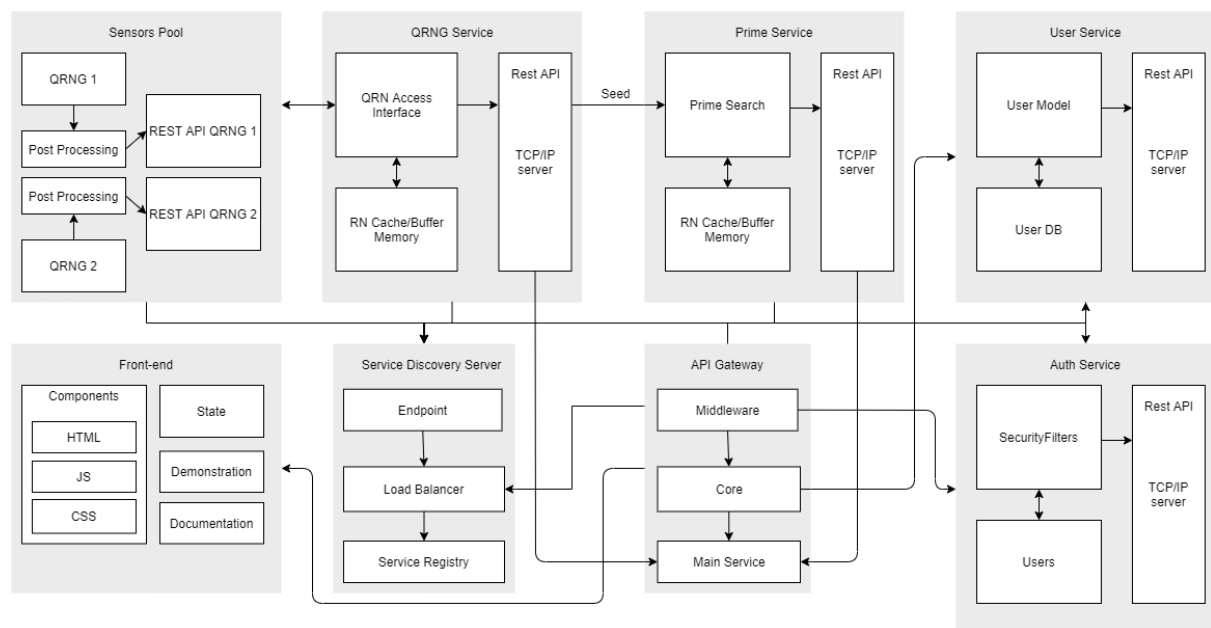 Sensors Pool
QRNG 1
Post Processing
REST API QRNG 1
Post Processing
REST API QRNG 2
QRNG 2
QRNG Service
QRN Access
Interface
RN Cache/Buffer
Memory
Rest API
TCP/IP
server
Seed
Prime Service
Prime Search
RN Cache/Buffer
Memory
Rest API
TCP/IP
server
User Service
User Model
User DB
Rest API
TCP/IP
server
Front-end
Components
HTML
JS
CSS
State
Demonstration
Documentation
Service Discovery Server
Endpoint
Load Balancer
Service Registry
API Gateway
Middleware
Core
Main Service
Auth Service
SecurityFilters
Users
Rest API
TCP/IP
server